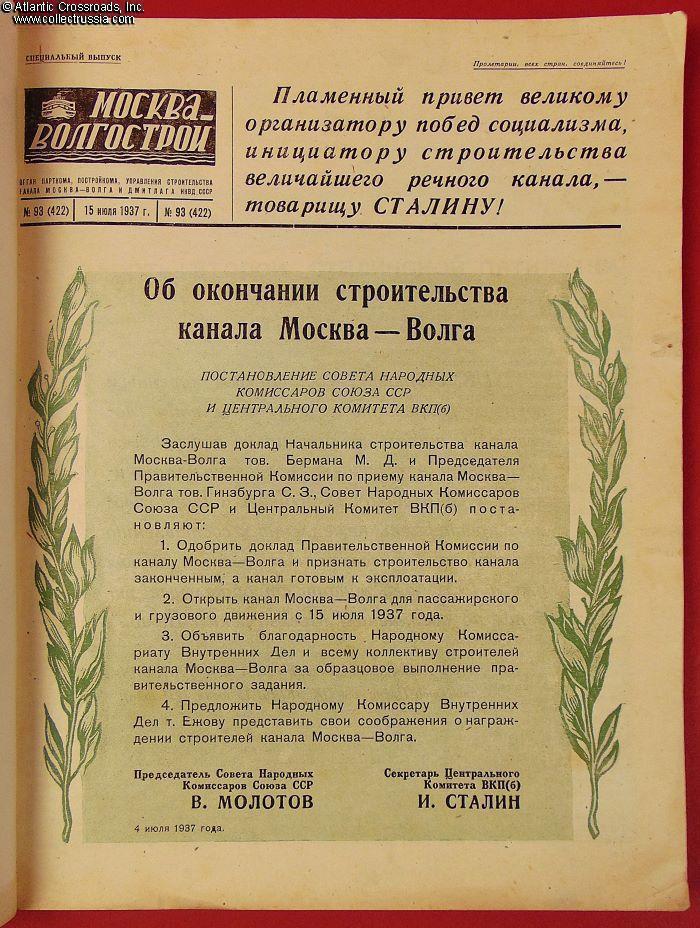 © Atlantic Crossroads, Inc.
www.collectrussia.com
СПЕЦИАЛЬНЫЙ ВЫПУСК
Пролетарии всех стран, соединяйтесь!
МОСКВА-
ВОЛГОСТРОЙ
ОРГАН ПАРТКОМА, ПОСТРОЙКОМА, УПРАВЛЕНИЯ СТРОИТЕЛЬСТВА
КАНАЛА МОСКВА—ВОЛГА И ДМИТЛАГА НКВД СССР
№ 93 (422) 15 июля 1937 г. № 93 (422)
Пламенный привет великому
организатору побед социализма,
инициатору строительства
величайшего речного канала,—
товарищу СТАЛИНУ!
Об окончании строительства
канала Москва—Волга
ПОСТАНОВЛЕНИЕ СОВЕТА НАРОДНЫХ
КОМИССАРОВ СОЮЗА ССР
И ЦЕНТРАЛЬНОГО КОМИТЕТА ВКП(б)
Заслушав доклад Начальника строительства канала
Москва-Волга тов. Бермана М. Д. и Председателя
Правительственной Комиссии по приему канала Москва—
Волга тов. Гинзбурга С. З., Совет Народных Комиссаров
Союза ССР и Центральный Комитет ВКП(б) поста-
новляют:
1. Одобрить доклад Правительственной Комиссии по
каналу Москва—Волга и признать строительство канала
законченным, а канал готовым к эксплоатации.
2. Открыть канал Москва—Волга для пассажирского
и грузового движения с 15 июля 1937 года.
3. Объявить благодарность Народному Комисса-
риату Внутренних Дел и всему коллективу строителей
канала Москва—Волга за образцовое выполнение пра-
вительственного задания.
4. Предложить Народному Комиссару Внутренних
Дел т. Ежову представить свои соображения о награж-
дении строителей канала Москва—Волга.
Председатель Совета Народных
Комиссаров Союза ССР
В. МОЛОТОВ
Секретарь Центрального
Комитета ВКП(б)
И. СТАЛИН
4 июля 1937 года.